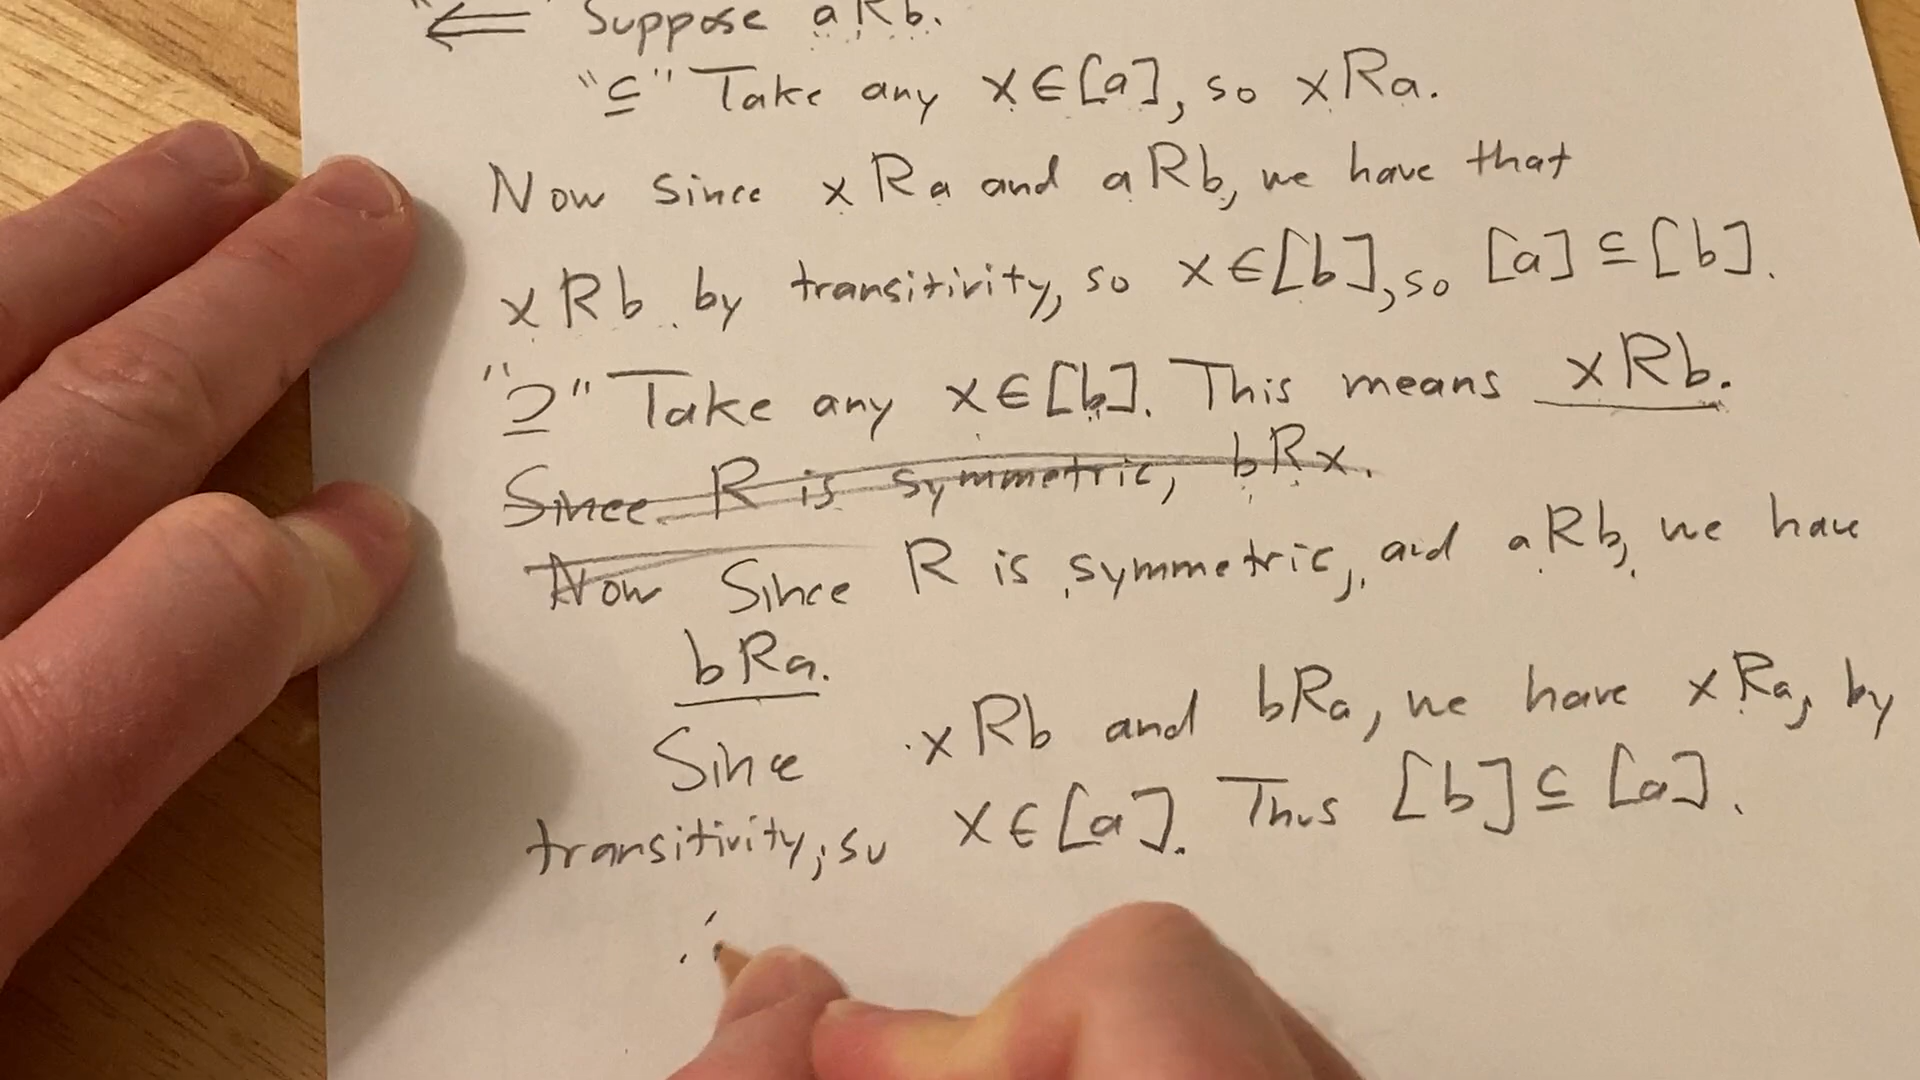 "⟸ Suppose aRb.
"⊆" Take any x∈[a], so xRa.
Now since xRa and aRb, we have that
xRb by transitivity, so x∈[b], so [a]⊆[b].
"⊇" Take any x∈[b]. This means xRb.
Since R is symmetric, bRx.
Now Since R is symmetric, and aRb, we have
bRa.
Since xRb and bRa, we have xRa, by
transitivity, so x∈[a]. Thus [b]⊆[a].